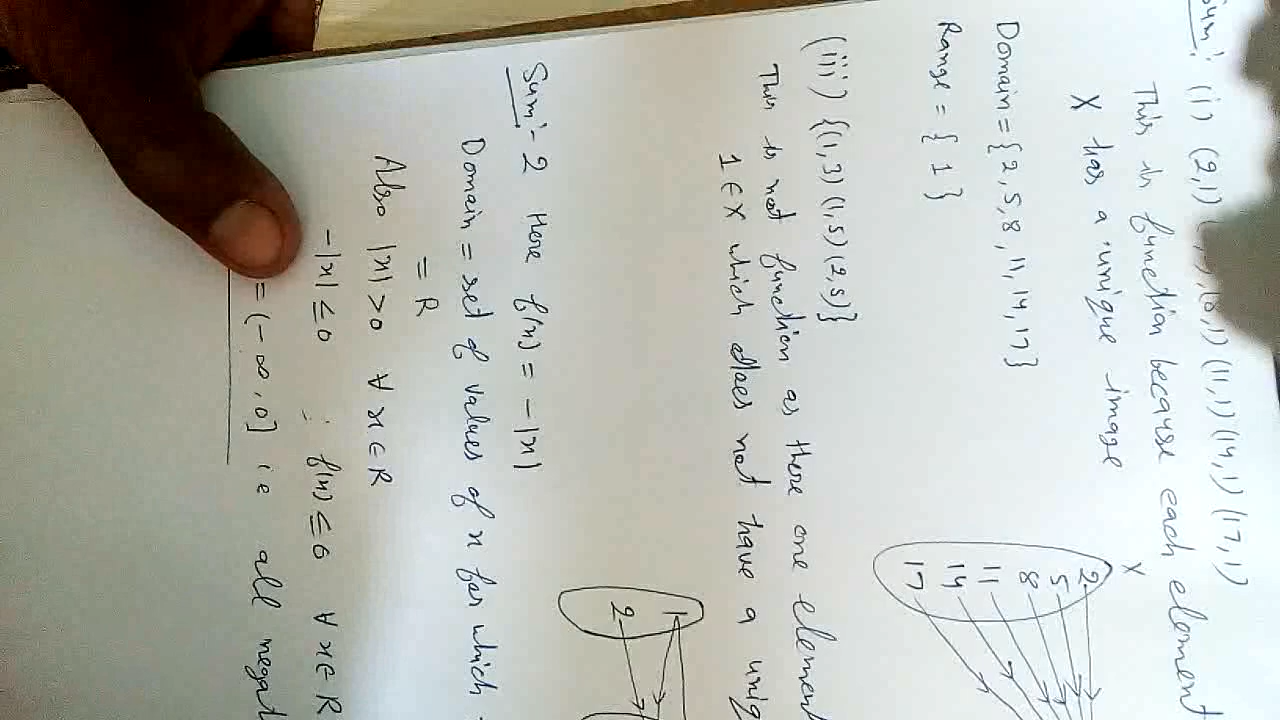 Sum: (i) (2,1) (8,1) (11,1) (14,1) (17,1)
This is function because each element
X has a unique image
Domain = {2, 5, 8, 11, 14, 17}
Range = { 1 }
X
2
5
8
11
14
17
(iii) {(1,3) (1,5) (2,5)}
This is not function as there one element
1 ∈ X which does not have a uniq
1
2
Sum:- 2 Here f(x) = -|x|
Domain = set of values of x for which
= R
Also |x| > 0 ∀ x ∈ R
-|x| ≤ 0 ∴ f(x) ≤ 0 ∀ x ∈ R
= (-∞, 0] i.e all negat